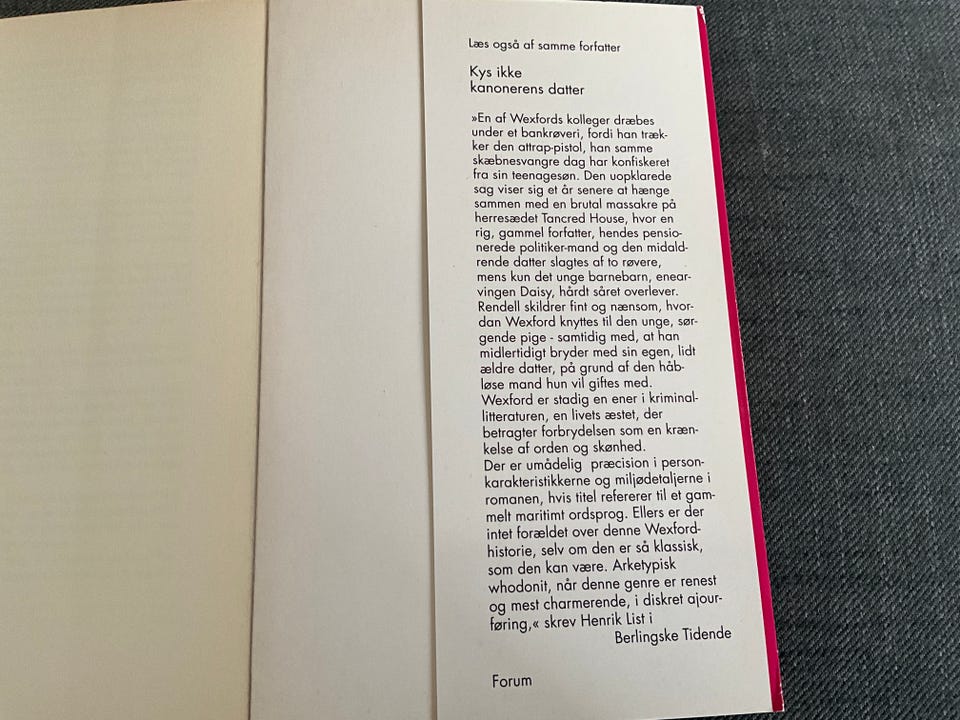 Læs også af samme forfatter
Kys ikke
kanonerens datter
»En af Wexfords kolleger dræbes
under et bankrøveri, fordi han træk-
ker den attrap-pistol, han samme
skæbnesvangre dag har konfiskeret
fra sin teenagesøn. Den uopklarede
sag viser sig et år senere at hænge
sammen med en brutal massakre på
herresædet Tancred House, hvor en
rig, gammel forfatter, hendes pensio-
nerede politiker-mand og den midald-
rende datter slagtes af to røvere,
mens kun det unge barnebarn, enear-
vingen Daisy, hårdt såret overlever.
Rendell skildrer fint og nænsom, hvor-
dan Wexford knyttes til den unge, sør-
gende pige - samtidig med, at han
midlertidigt bryder med sin egen, lidt
ældre datter, på grund af den håb-
løse mand hun vil giftes med.
Wexford er stadig en ener i kriminal-
litteraturen, en livets æstet, der
betragter forbrydelsen som en kræn-
kelse af orden og skønhed.
Der er umådelig præcision i person-
karakteristikkerne og miljødetaljerne i
romanen, hvis titel refererer til et gam-
melt maritimt ordsprog. Ellers er der
intet forældet over denne Wexford-
historie, selv om den er så klassisk,
som den kan være. Arketypisk
whodonit, når denne genre er renest
og mest charmerende, i diskret ajour-
føring,« skrev Henrik List i
Berlingske Tidende
Forum